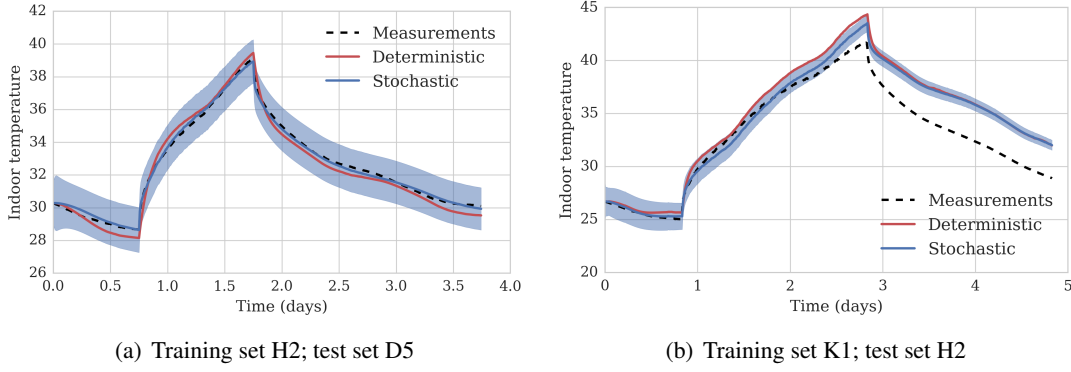 42
40
38
36
34
32
30
28
26
Indoor temperature
Measurements
Deterministic
Stochastic
0.0 0.5 1.0 1.5 2.0 2.5 3.0 3.5 4.0
Time (days)
(a) Training set H2; test set D5
45
40
35
30
25
20
Indoor temperature
Measurements
Deterministic
Stochastic
0 1 2 3 4 5
Time (days)
(b) Training set K1; test set H2